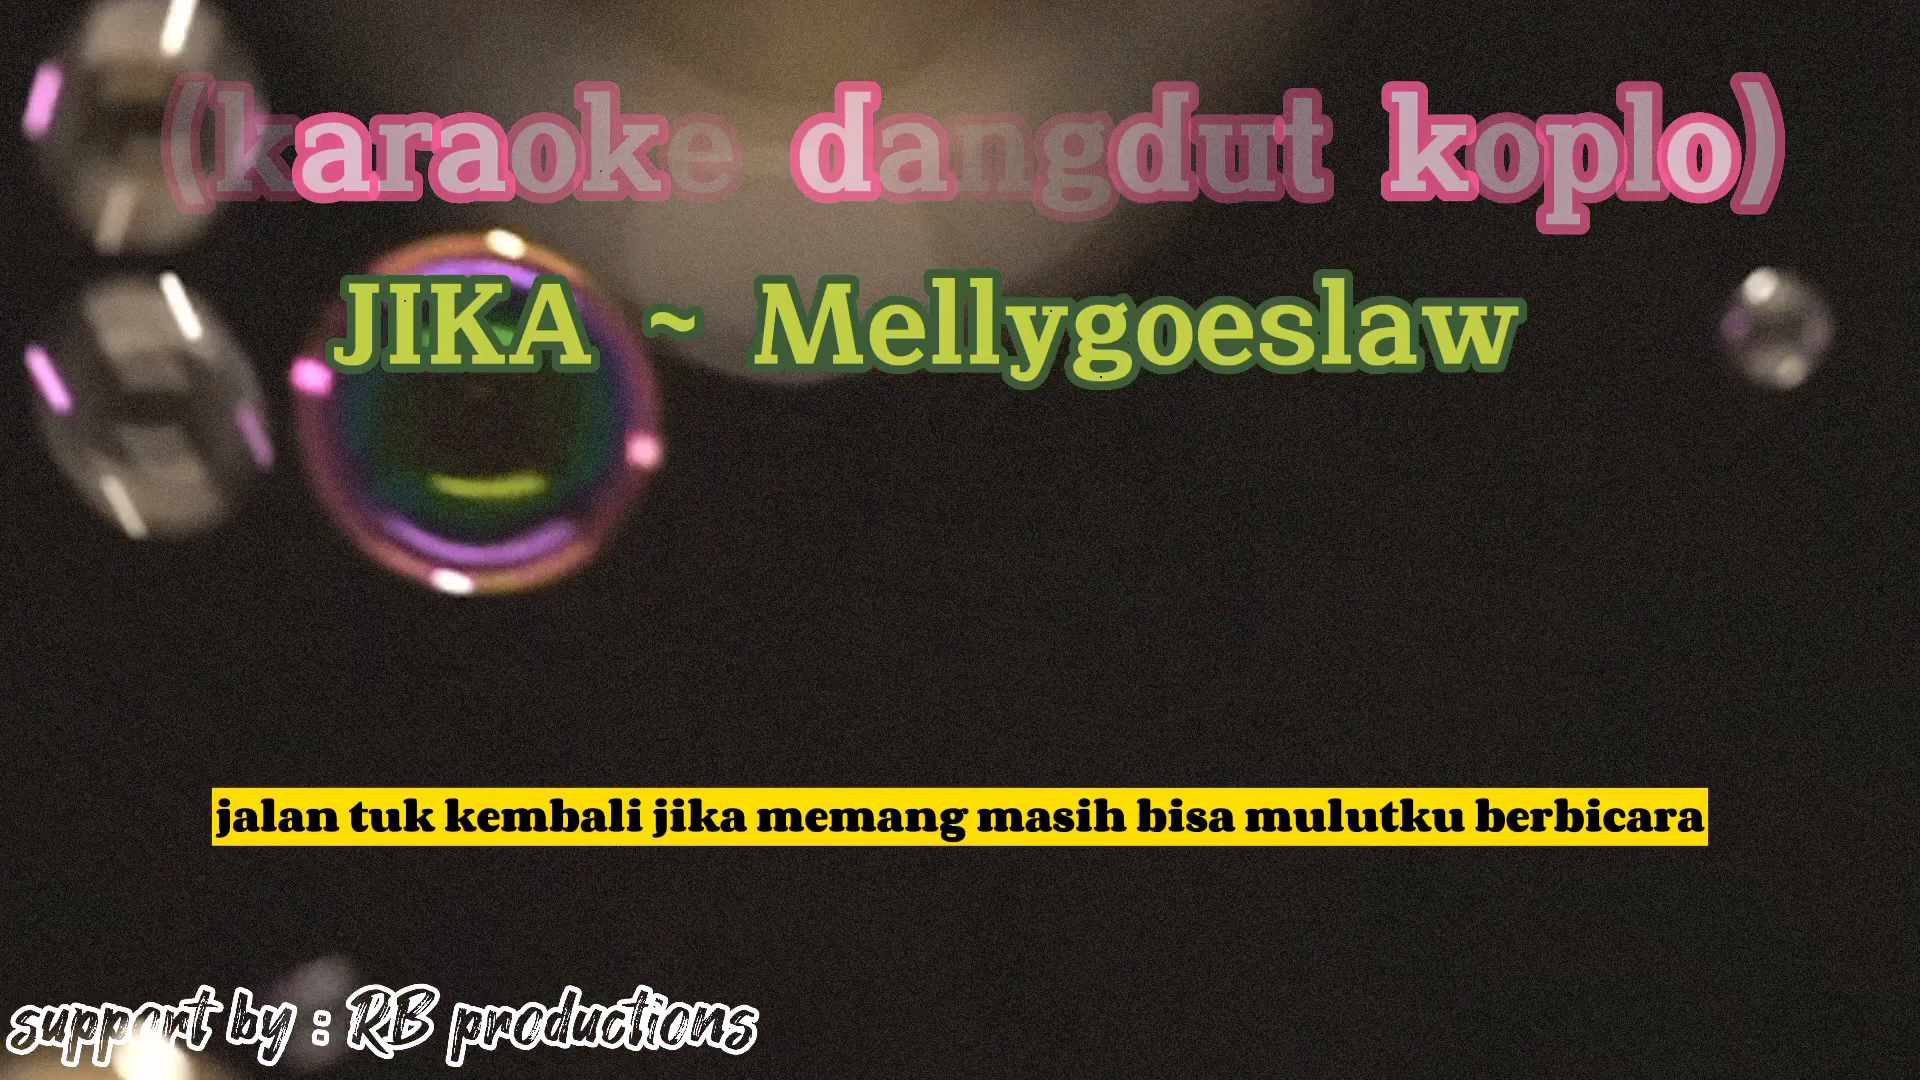 (karaoke dangdut koplo)
JIKA ~ Mellygoeslaw
jalan tuk kembali jika memang masih bisa mulutku berbicara
support by : RB productions